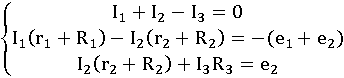 I₁ + I₂ − I₃ = 0
I₁(r₁ + R₁) − I₂(r₂ + R₂) = −(e₁ + e₂)
I₂(r₂ + R₂) + I₃R₃ = e₂